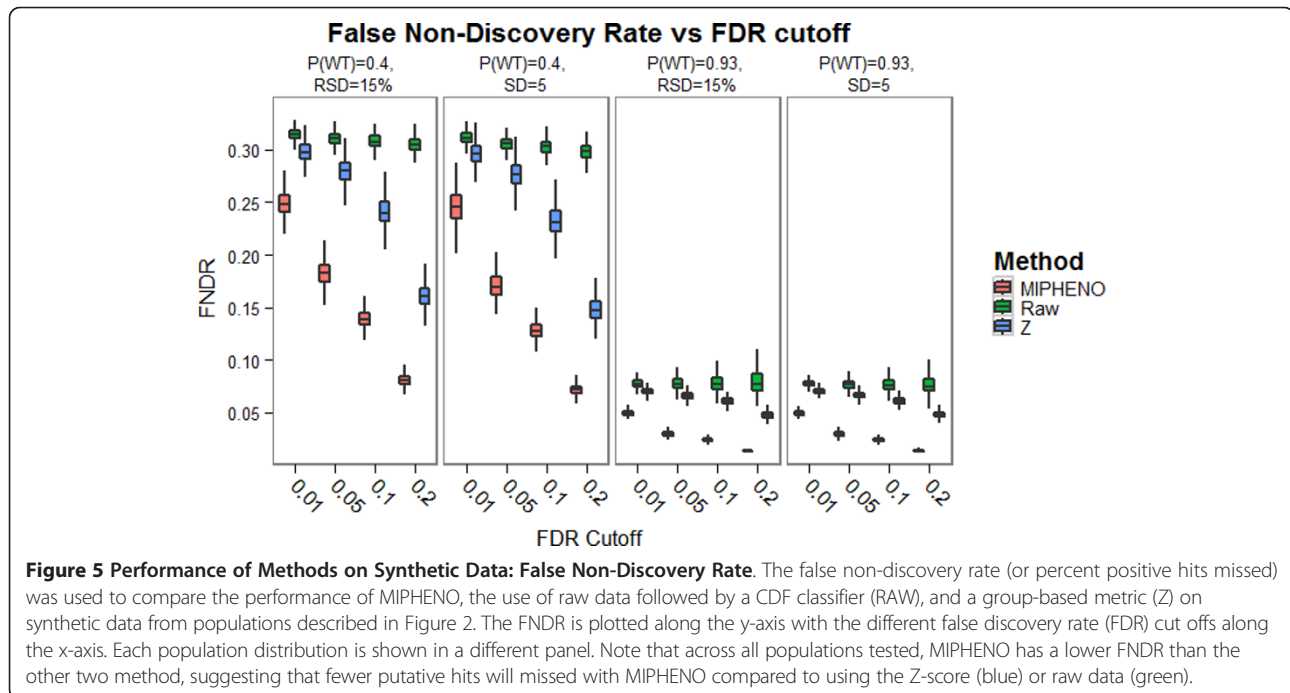 False Non-Discovery Rate vs FDR cutoff
P(WT)=0.4,
RSD=15%
P(WT)=0.4,
SD=5
P(WT)=0.93,
RSD=15%
P(WT)=0.93,
SD=5
FNDR
0.30
0.25
0.20
0.15
0.10
0.05
0.01
0.05
0.1
0.2
0.01
0.05
0.1
0.2
0.01
0.05
0.1
0.2
0.01
0.05
0.1
0.2
FDR Cutoff
Method
MIPHENO
Raw
Z
Figure 5 Performance of Methods on Synthetic Data: False Non-Discovery Rate. The false non-discovery rate (or percent positive hits missed)
was used to compare the performance of MIPHENO, the use of raw data followed by a CDF classifier (RAW), and a group-based metric (Z) on
synthetic data from populations described in Figure 2. The FNDR is plotted along the y-axis with the different false discovery rate (FDR) cut offs along
the x-axis. Each population distribution is shown in a different panel. Note that across all populations tested, MIPHENO has a lower FNDR than the
other two method, suggesting that fewer putative hits will missed with MIPHENO compared to using the Z-score (blue) or raw data (green).